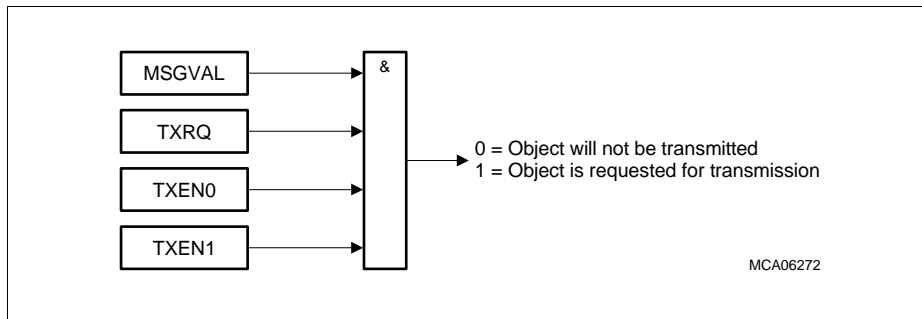 MSGVAL
&
TXRQ
TXEN0
TXEN1
0 = Object will not be transmitted
1 = Object is requested for transmission
MCA06272